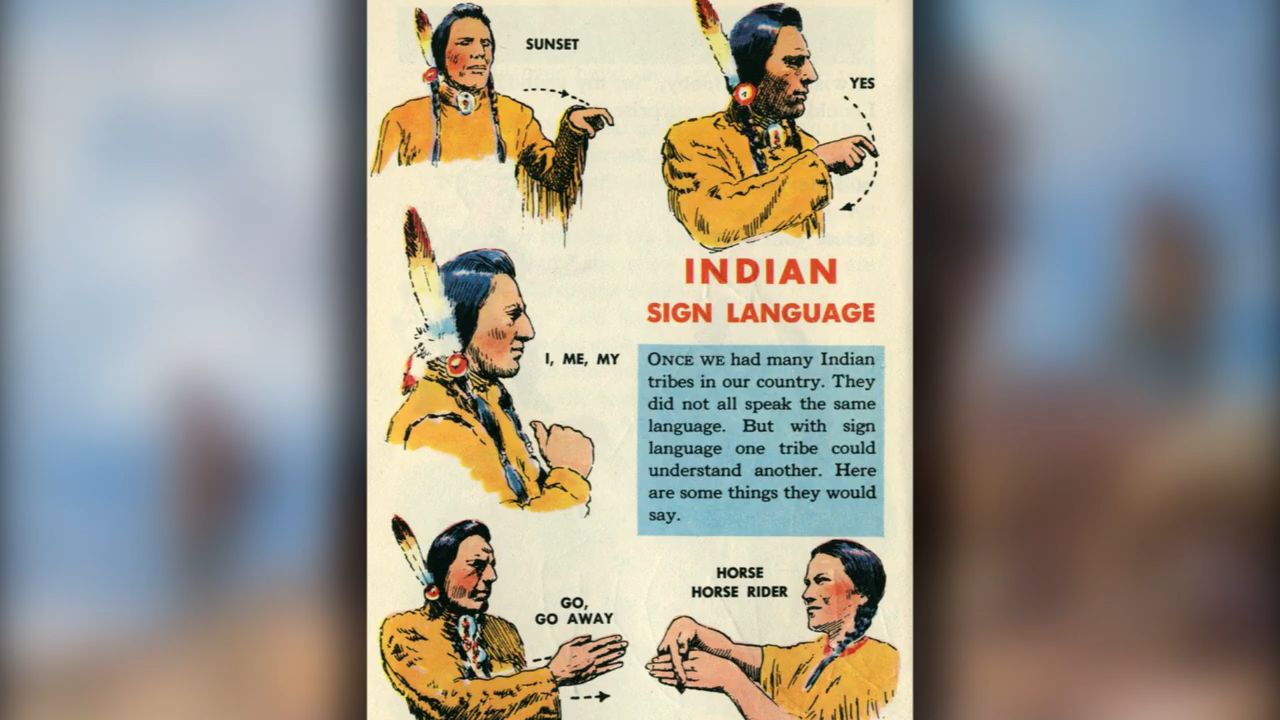 SUNSET
YES
INDIAN
SIGN LANGUAGE
I, ME, MY
ONCE WE had many Indian
tribes in our country. They
did not all speak the same
language. But with sign
language one tribe could
understand another. Here
are some things they would
say.
GO,
GO AWAY
HORSE
HORSE RIDER